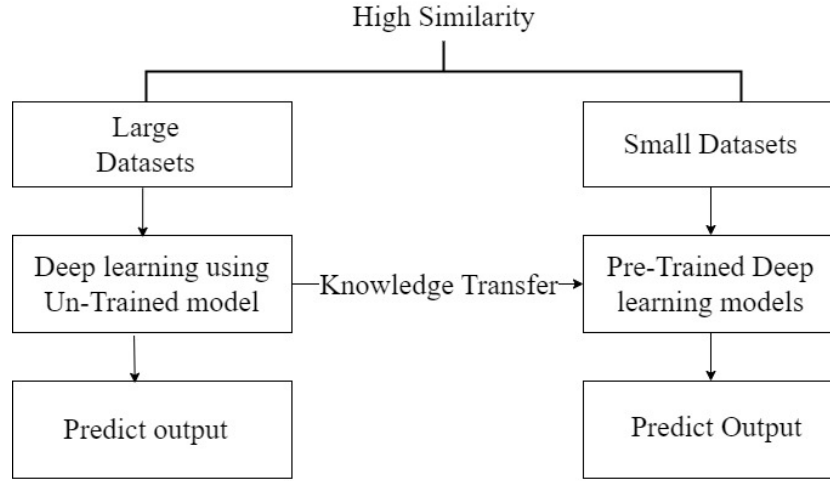 High Similarity
Large
Datasets
Small Datasets
Deep learning using
Un-Trained model
Knowledge Transfer
Pre-Trained Deep
learning models
Predict output
Predict Output